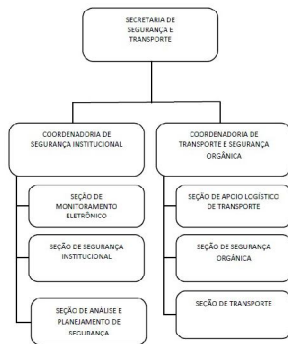 SECRETARIA DE
SEGURANÇA E
TRANSPORTE
COORDENADORIA DE
SEGURANÇA INSTITUCIONAL
COORDENADORIA DE
TRANSPORTE E SEGURANÇA
ORGÂNICA
SEÇÃO DE
MONITORAMENTO
ELETRÔNICO
SEÇÃO DE SEGURANÇA
INSTITUCIONAL
SEÇÃO DE ANÁLISE E
PLANEJAMENTO DE
SEGURANÇA
SEÇÃO DE APOIO LOGÍSTICO
DE TRANSPORTE
SEÇÃO DE SEGURANÇA
ORGÂNICA
SEÇÃO DE TRANSPORTE